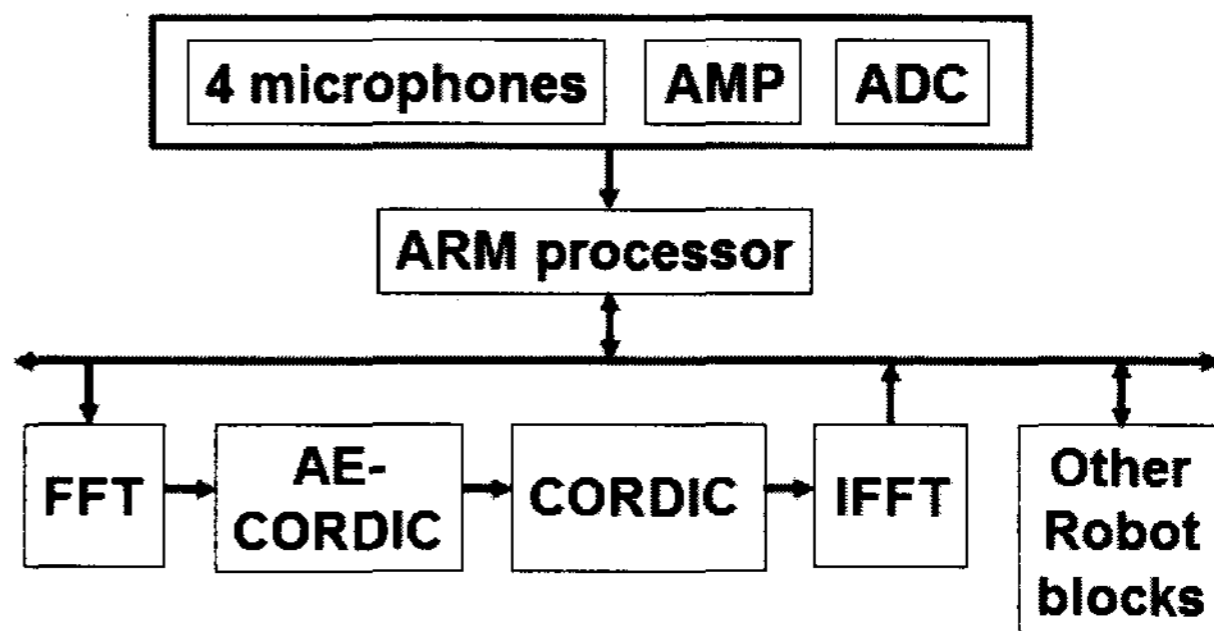 4 microphones
AMP
ADC
ARM processor
FFT
AE-
CORDIC
CORDIC
IFFT
Other
Robot
blocks